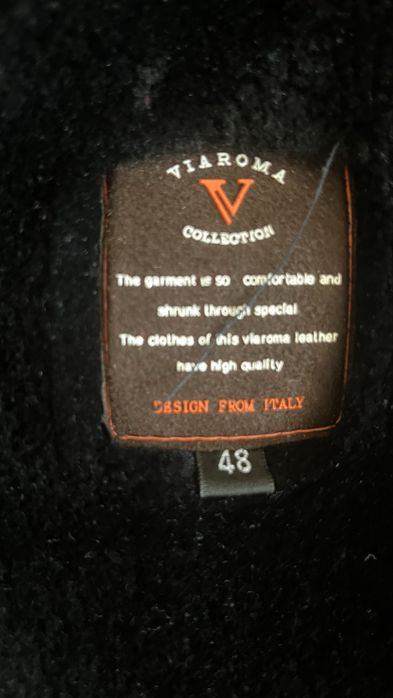 VIAROMA
V
COLLECTION
The garment is so comfortable and
shrunk through special
The clothes of this viaroma leather
have high quality
DESIGN FROM ITALY
48